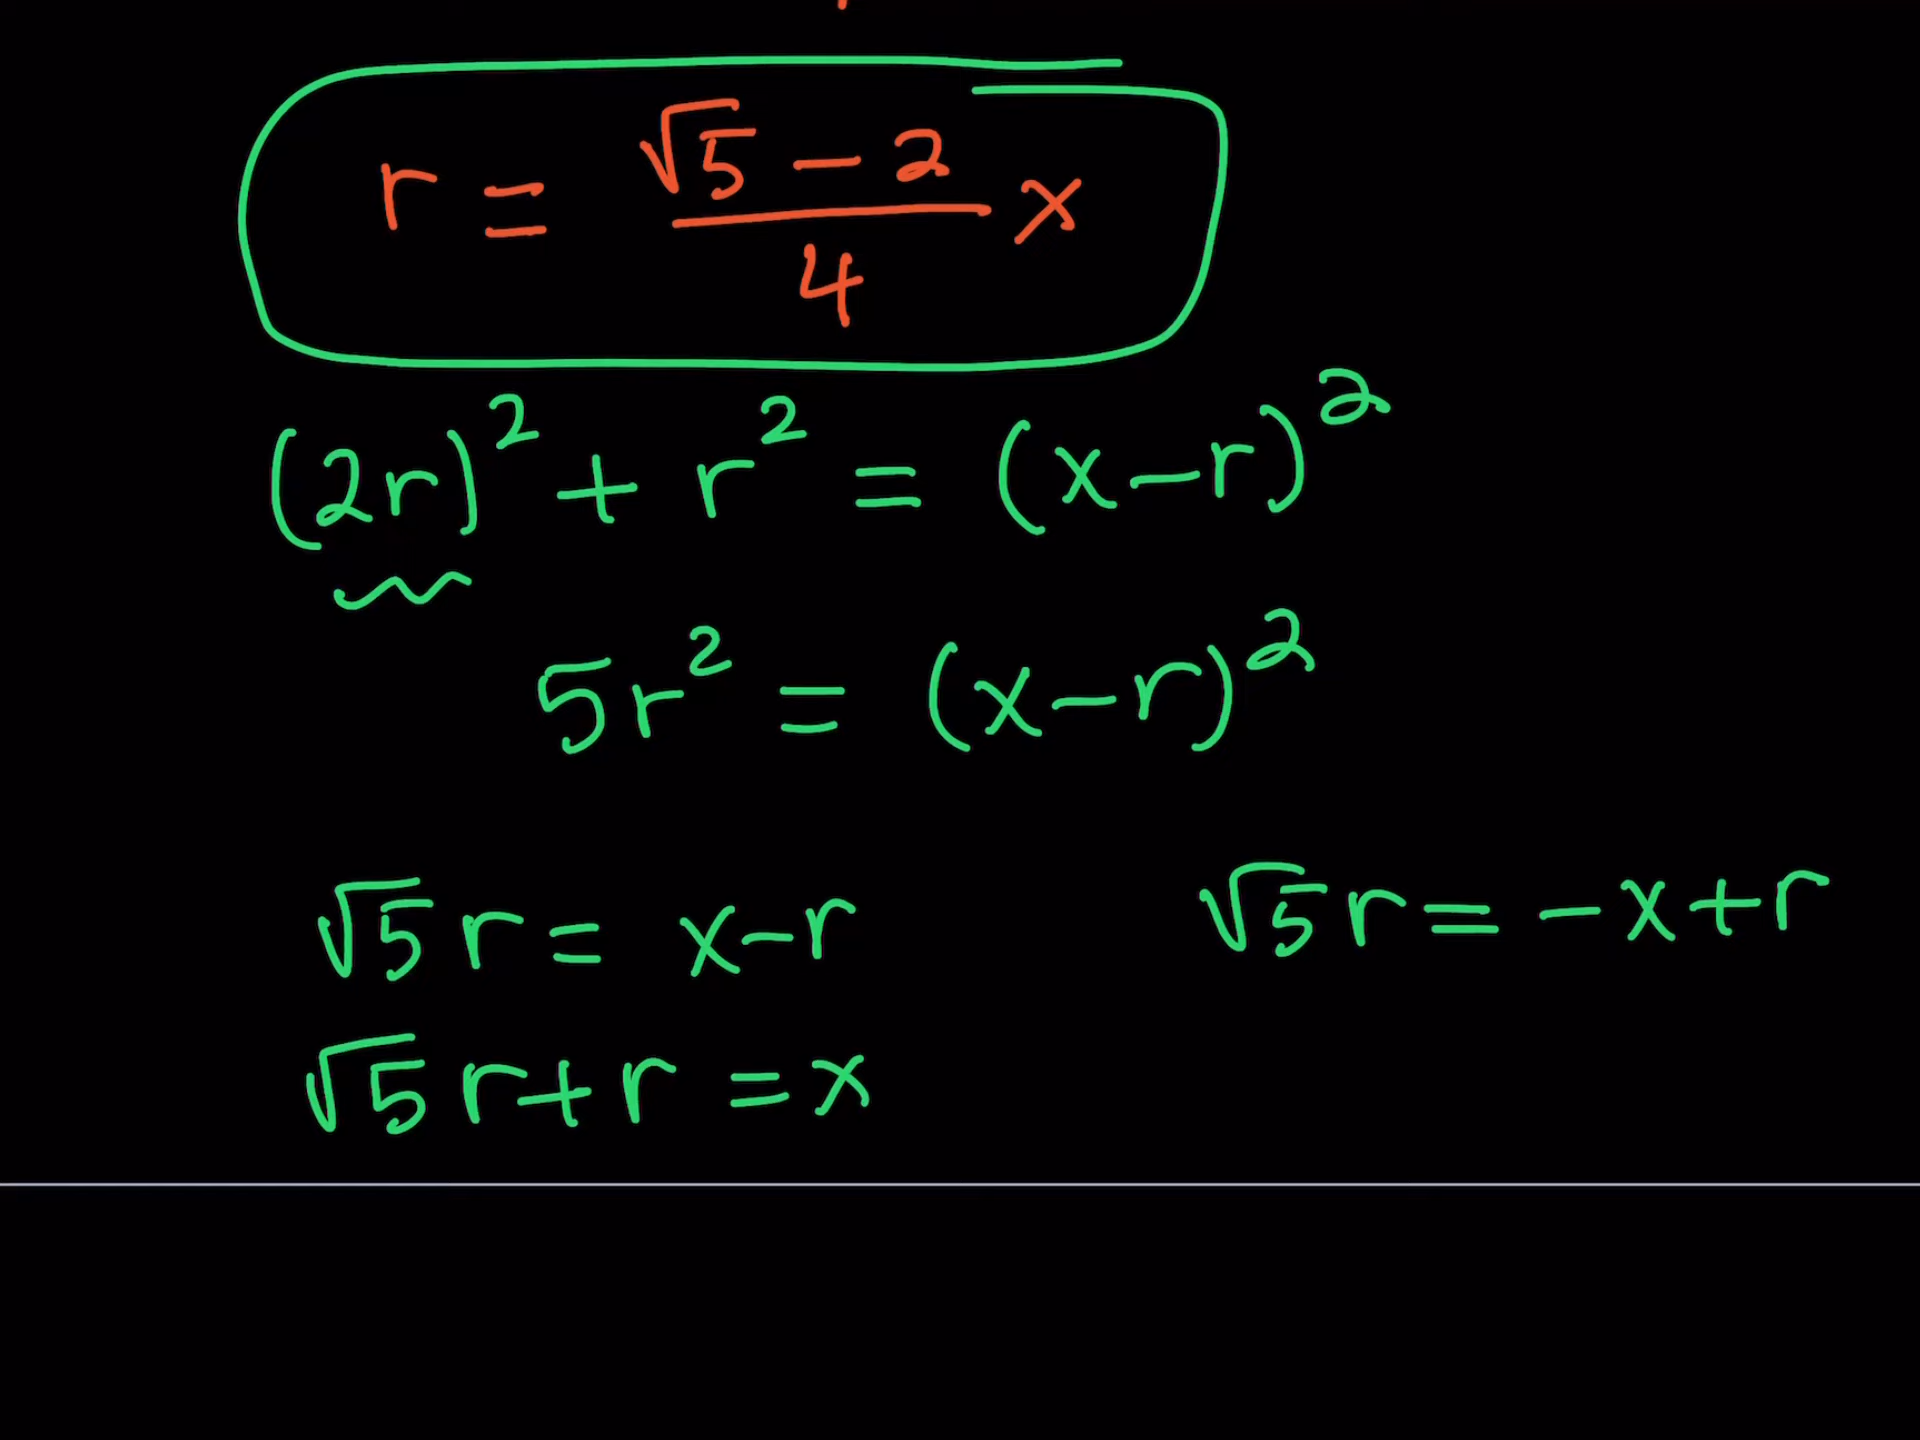 r = (√5 − 2)/4 x
(2r)² + r² = (x−r)²
5r² = (x−r)²
√5 r = x−r
√5 r = −x+r
√5 r+r = x